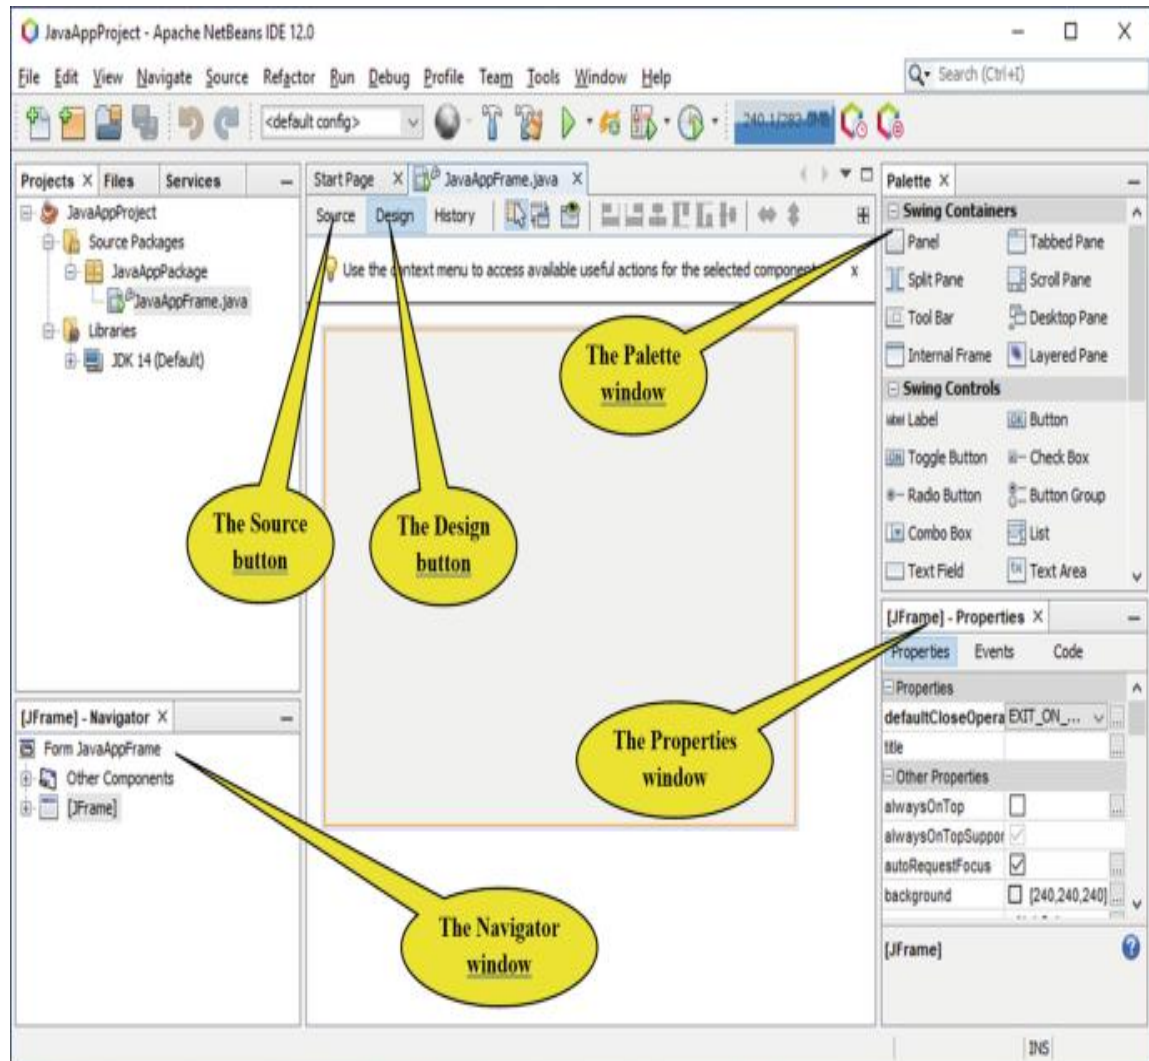 JavaAppProject - Apache NetBeans IDE 12.0
File Edit View Navigate Source Refactor Run Debug Profile Team Tools Window Help
Search (Ctrl+I)
<default config>
240.1/282.0MB
Projects X Files Services
JavaAppProject
Source Packages
JavaAppPackage
JavaAppFrame.java
Libraries
JDK 14 (Default)
Start Page X JavaAppFrame.java X
Source Design History
Use the context menu to access available useful actions for the selected component x
The Palette
window
The Source
button
The Design
button
The Properties
window
The Navigator
window
[JFrame] - Navigator X
Form JavaAppFrame
Other Components
[JFrame]
Palette X
Swing Containers
Panel Tabbed Pane
Split Pane Scroll Pane
Tool Bar Desktop Pane
Internal Frame Layered Pane
Swing Controls
label Label OK Button
ON Toggle Button Check Box
Radio Button Button Group
Combo Box List
Text Field Text Area
[JFrame] - Properties X
Properties Events Code
Properties
defaultCloseOpera EXIT_ON_... ...
title ...
Other Properties
alwaysOnTop ...
alwaysOnTopSuppor
autoRequestFocus ...
background [240,240,240] ...
[JFrame] ?
INS